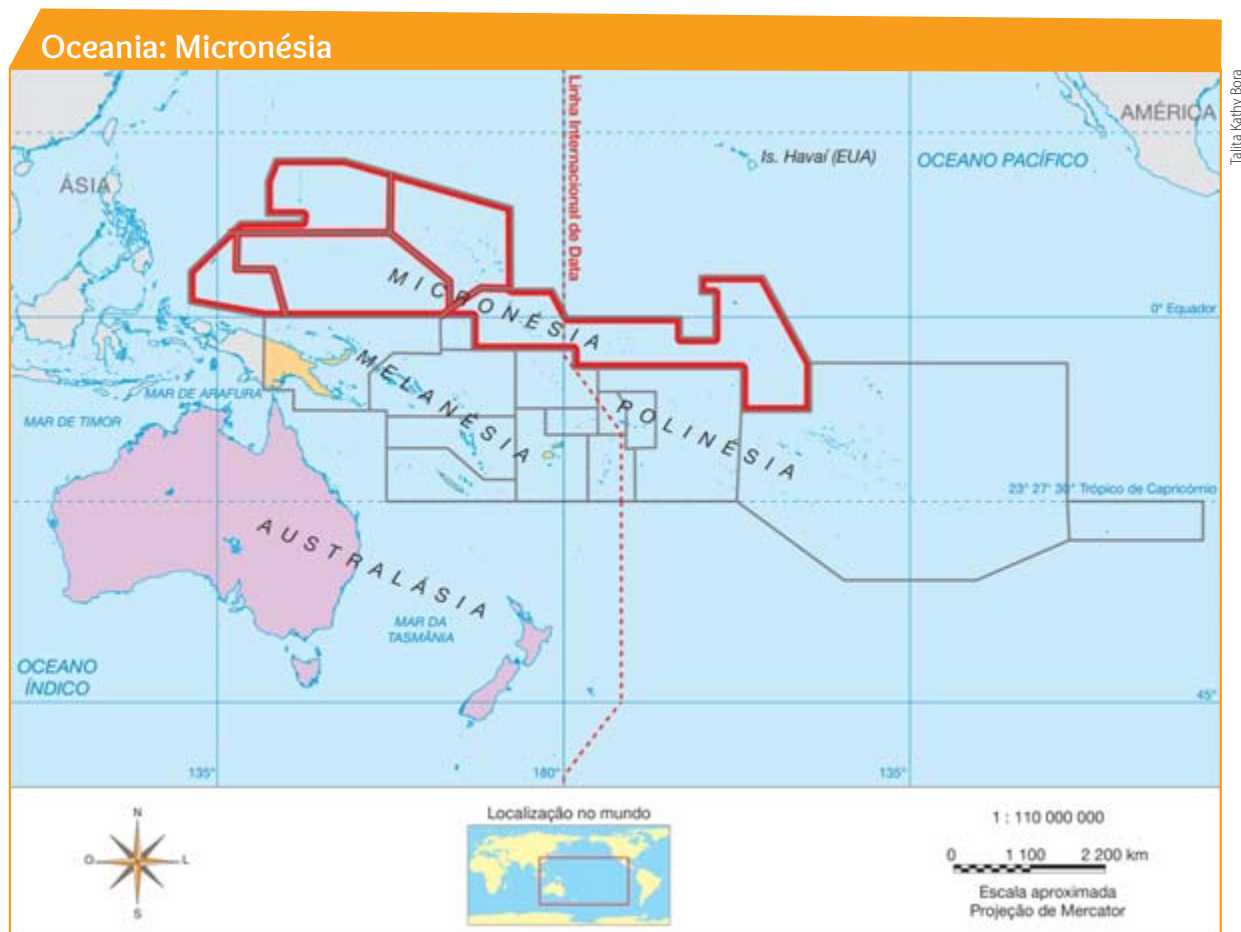 Oceania: Micronésia
Talita Kathy Bora
Linha Internacional de Data
AMÉRICA
Is. Havaí (EUA)
OCEANO PACÍFICO
ÁSIA
MICRONÉSIA
0° Equador
MELANÉSIA
MAR DE ARAFURA
MAR DE TIMOR
POLINÉSIA
23° 27' 30" Trópico de Capricórnio
AUSTRALÁSIA
MAR DA
TASMÂNIA
OCEANO
ÍNDICO
45°
135°
180°
135°
N
O
L
S
Localização no mundo
1 : 110 000 000
0 1 100 2 200 km
Escala aproximada
Projeção de Mercator